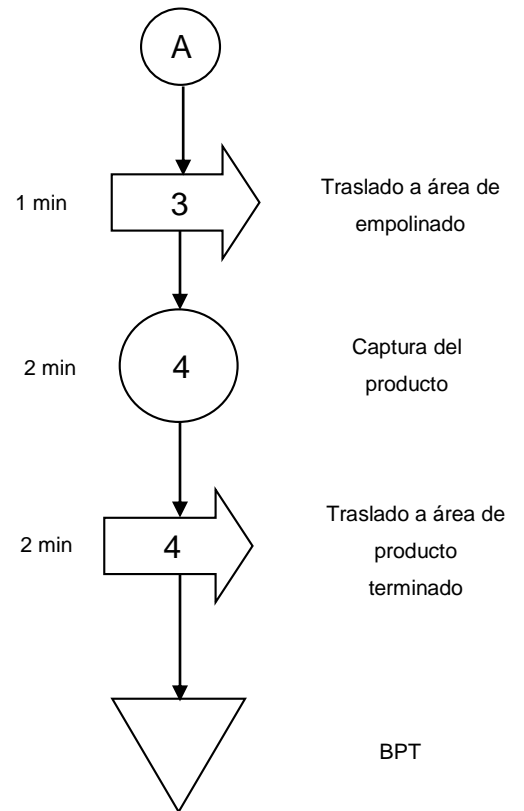 A
1 min
3
Traslado a área de
empolinado
2 min
4
Captura del
producto
2 min
4
Traslado a área de
producto
terminado
BPT